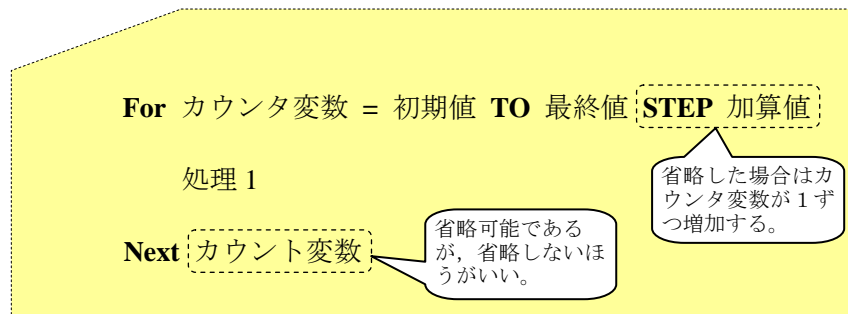 For カウンタ変数 = 初期値 TO 最終値 STEP 加算値
省略した場合はカ
ウンタ変数が１ず
つ増加する。
処理 1
省略可能である
が，省略しないほ
うがいい。
Next カウント変数